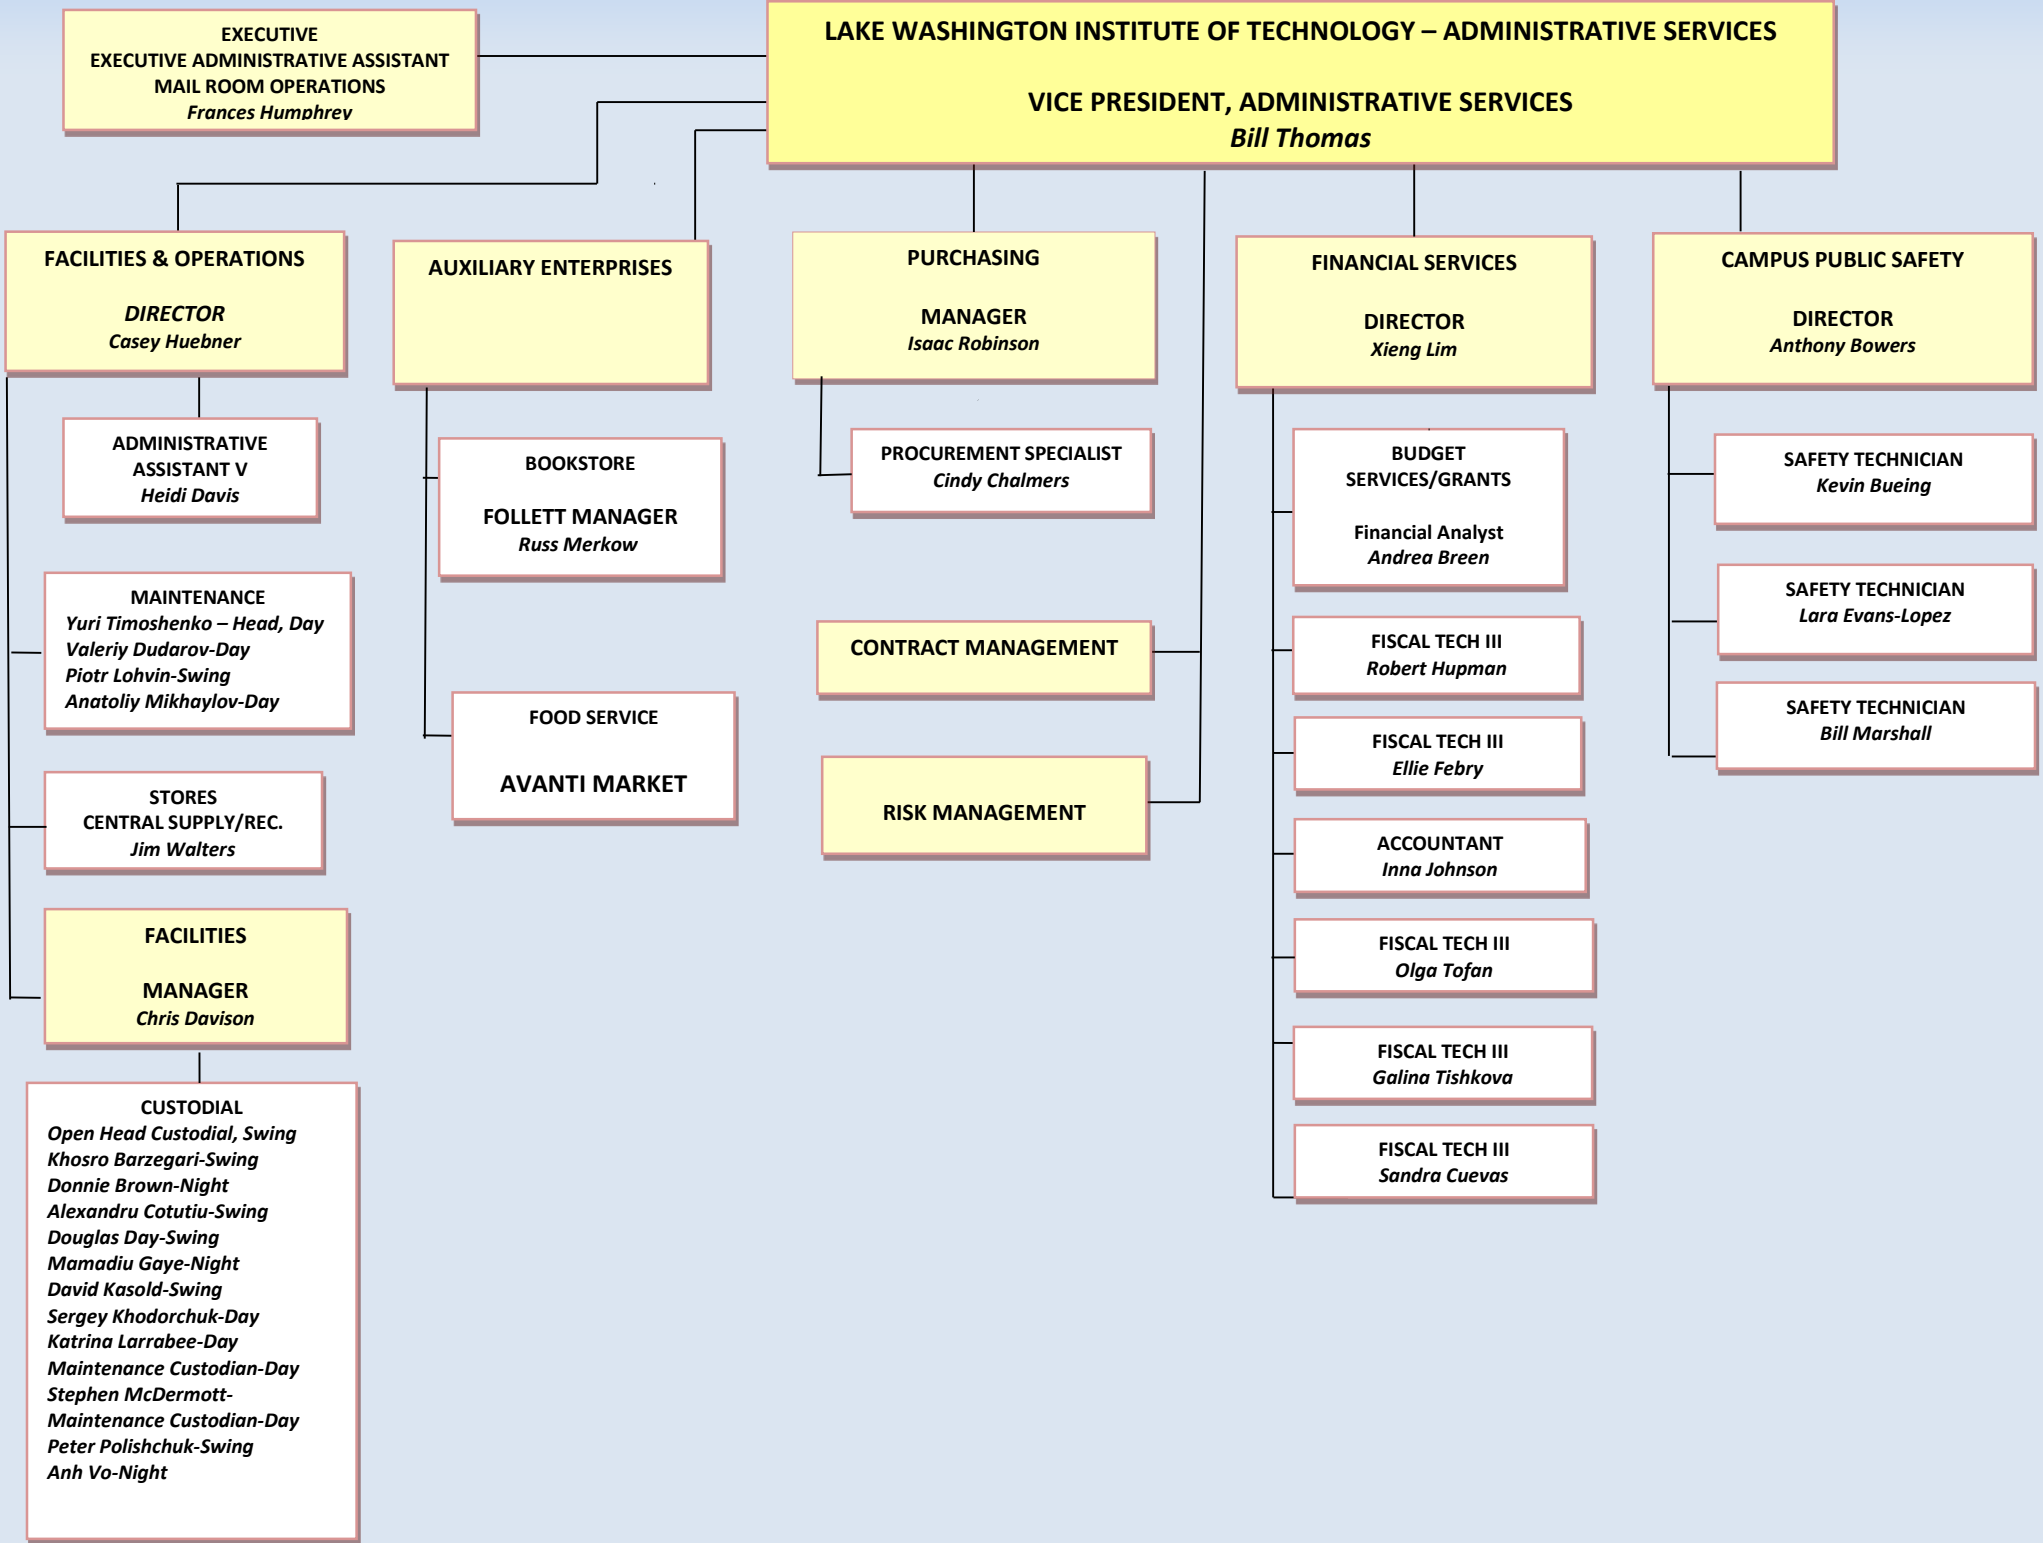 EXECUTIVE
EXECUTIVE ADMINISTRATIVE ASSISTANT
MAIL ROOM OPERATIONS
Frances Humphrey
LAKE WASHINGTON INSTITUTE OF TECHNOLOGY – ADMINISTRATIVE SERVICES
VICE PRESIDENT, ADMINISTRATIVE SERVICES
Bill Thomas
FACILITIES & OPERATIONS
DIRECTOR
Casey Huebner
ADMINISTRATIVE
ASSISTANT V
Heidi Davis
MAINTENANCE
Yuri Timoshenko – Head, Day
Valeriy Dudarov-Day
Piotr Lohvin-Swing
Anatoliy Mikhaylov-Day
STORES
CENTRAL SUPPLY/REC.
Jim Walters
FACILITIES
MANAGER
Chris Davison
CUSTODIAL
Open Head Custodial, Swing
Khosro Barzegari-Swing
Donnie Brown-Night
Alexandru Cotutiu-Swing
Douglas Day-Swing
Mamadiu Gaye-Night
David Kasold-Swing
Sergey Khodorchuk-Day
Katrina Larrabee-Day
Maintenance Custodian-Day
Stephen McDermott-
Maintenance Custodian-Day
Peter Polishchuk-Swing
Anh Vo-Night
AUXILIARY ENTERPRISES
BOOKSTORE
FOLLETT MANAGER
Russ Merkow
FOOD SERVICE
AVANTI MARKET
PURCHASING
MANAGER
Isaac Robinson
PROCUREMENT SPECIALIST
Cindy Chalmers
CONTRACT MANAGEMENT
RISK MANAGEMENT
FINANCIAL SERVICES
DIRECTOR
Xieng Lim
BUDGET
SERVICES/GRANTS
Financial Analyst
Andrea Breen
FISCAL TECH III
Robert Hupman
FISCAL TECH III
Ellie Febry
ACCOUNTANT
Inna Johnson
FISCAL TECH III
Olga Tofan
FISCAL TECH III
Galina Tishkova
FISCAL TECH III
Sandra Cuevas
CAMPUS PUBLIC SAFETY
DIRECTOR
Anthony Bowers
SAFETY TECHNICIAN
Kevin Bueing
SAFETY TECHNICIAN
Lara Evans-Lopez
SAFETY TECHNICIAN
Bill Marshall